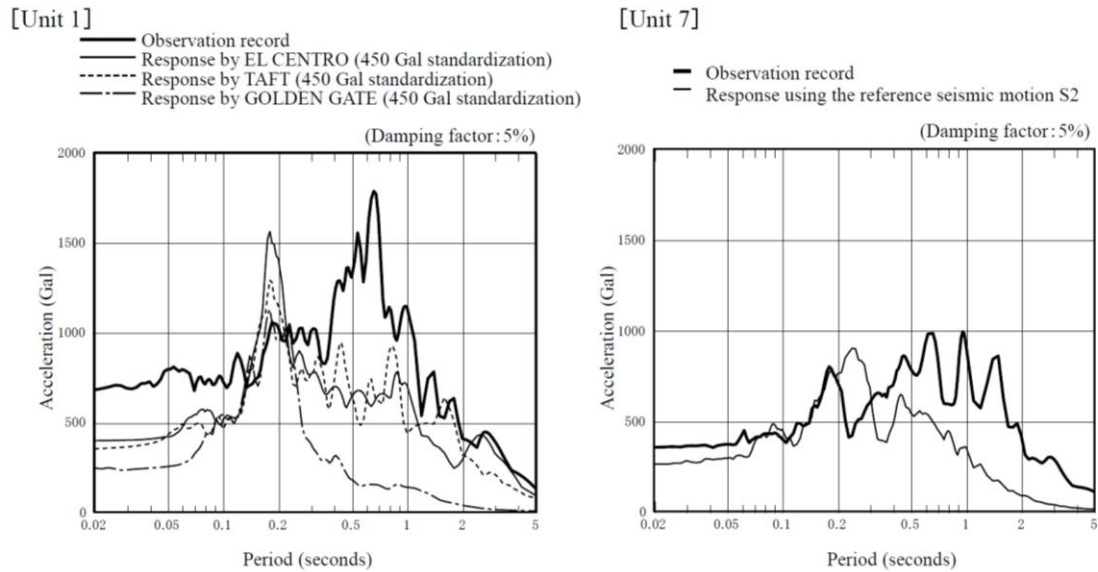 [Unit 1]
Observation record
Response by EL CENTRO (450 Gal standardization)
Response by TAFT (450 Gal standardization)
Response by GOLDEN GATE (450 Gal standardization)
(Damping factor: 5%)
2000
1500
1000
500
0
Acceleration (Gal)
0.02 0.05 0.1 0.2 0.5 1 2 5
Period (seconds)
[Unit 7]
Observation record
Response using the reference seismic motion S2
(Damping factor: 5%)
2000
1500
1000
500
0
Acceleration (Gal)
0.02 0.05 0.1 0.2 0.5 1 2 5
Period (seconds)